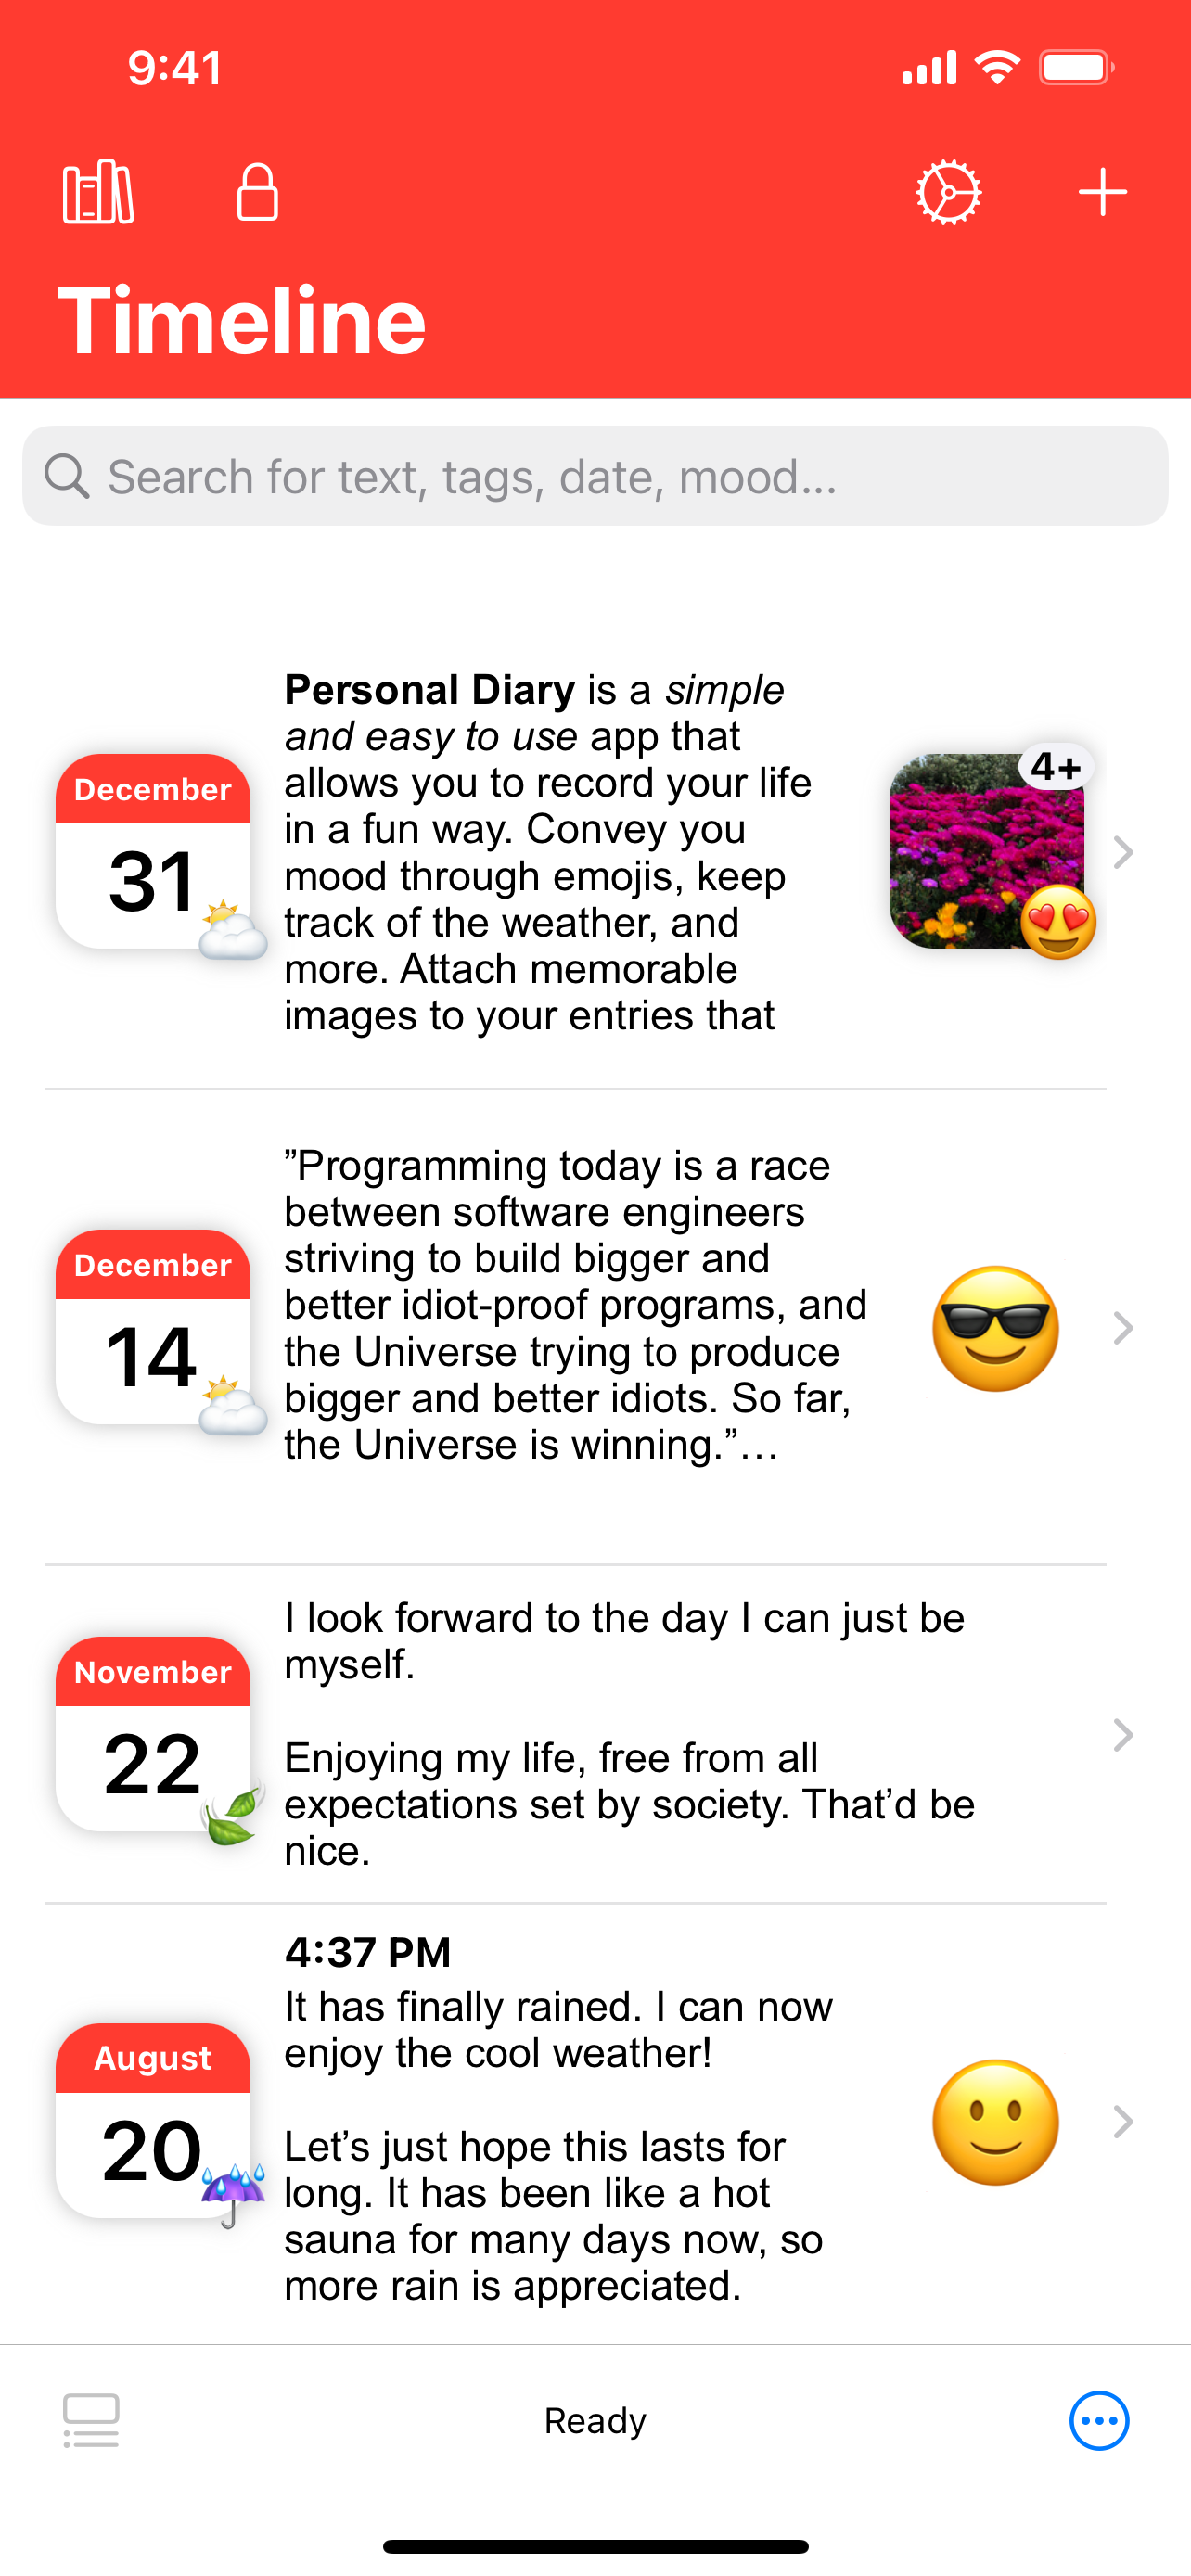 9:41
Timeline
Search for text, tags, date, mood...
Personal Diary is a simple
and easy to use app that
allows you to record your life
in a fun way. Convey you
mood through emojis, keep
track of the weather, and
more. Attach memorable
images to your entries that
December
31
4+
”Programming today is a race
between software engineers
striving to build bigger and
better idiot-proof programs, and
the Universe trying to produce
bigger and better idiots. So far,
the Universe is winning.”…
December
14
I look forward to the day I can just be
myself.
Enjoying my life, free from all
expectations set by society. That’d be
nice.
November
22
4:37 PM
It has finally rained. I can now
enjoy the cool weather!
Let’s just hope this lasts for
long. It has been like a hot
sauna for many days now, so
more rain is appreciated.
August
20
Ready